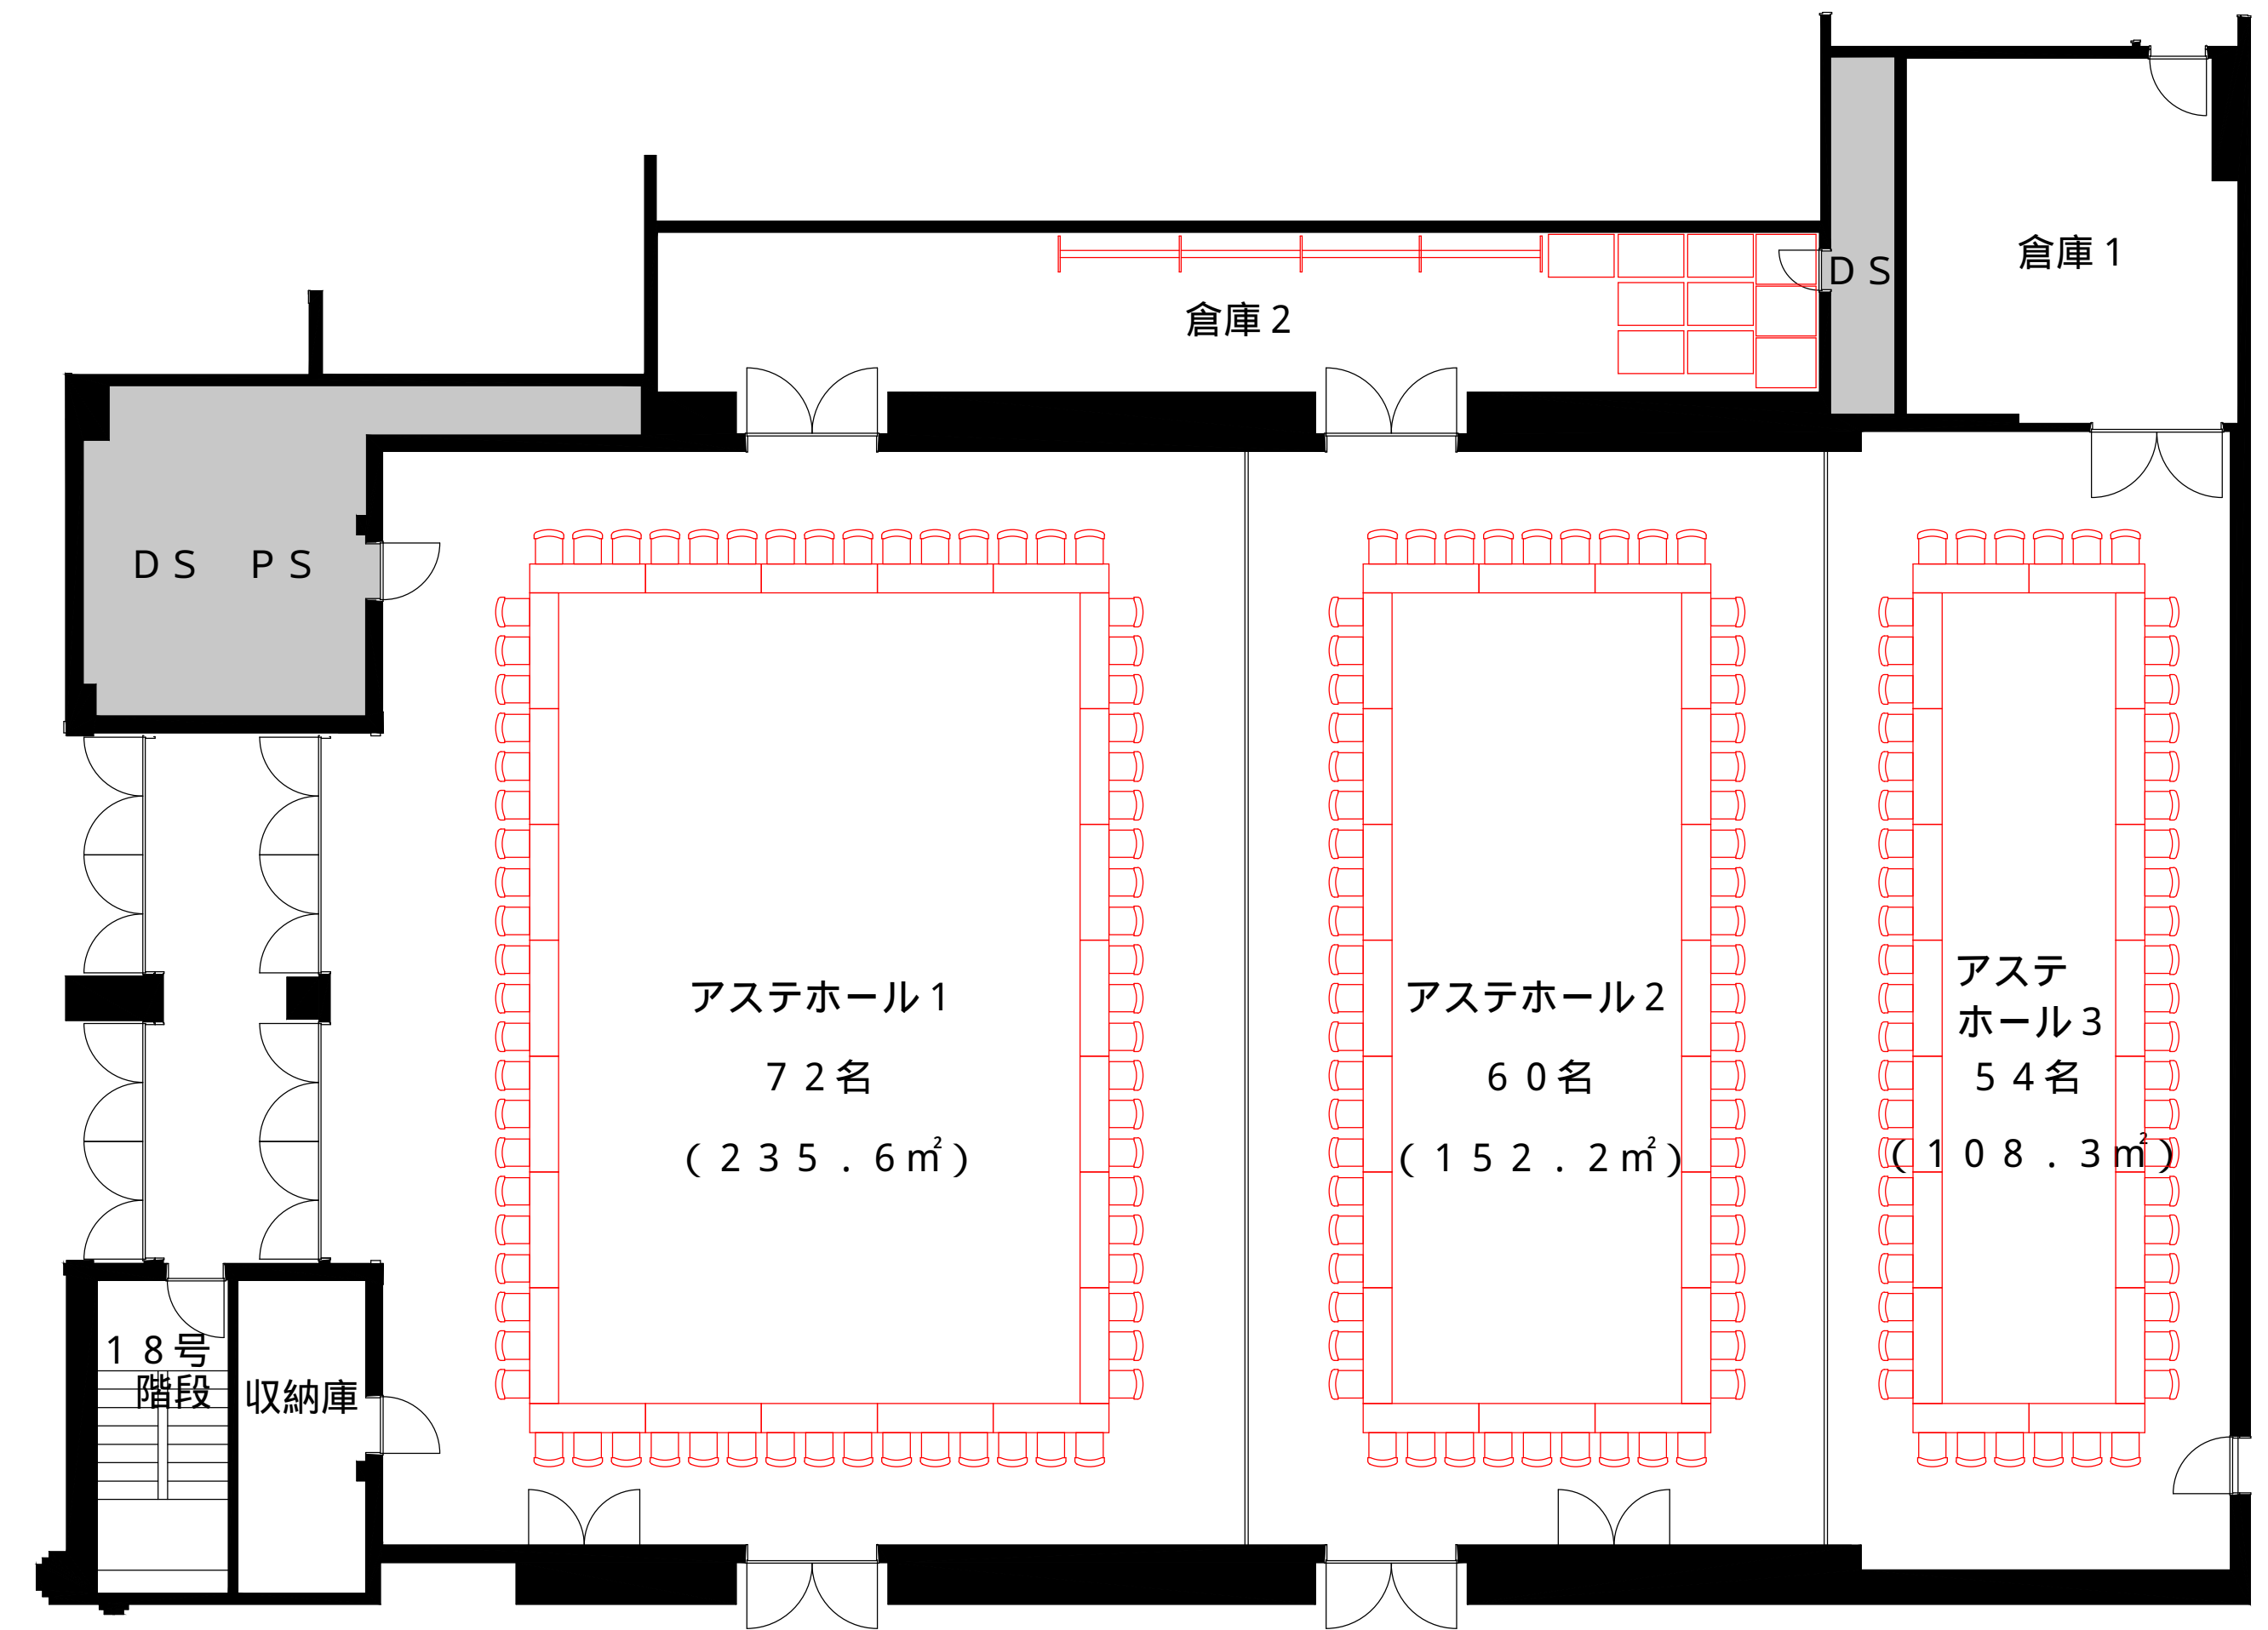 倉庫1
ＤＳ
倉庫2
ＤＳ　ＰＳ
アステホール1
７２名
（２３５．６㎡）
アステホール2
６０名
（１５２．２㎡）
アステ
ホール3
５４名
（１０８．３㎡）
１８号
階段
収納庫